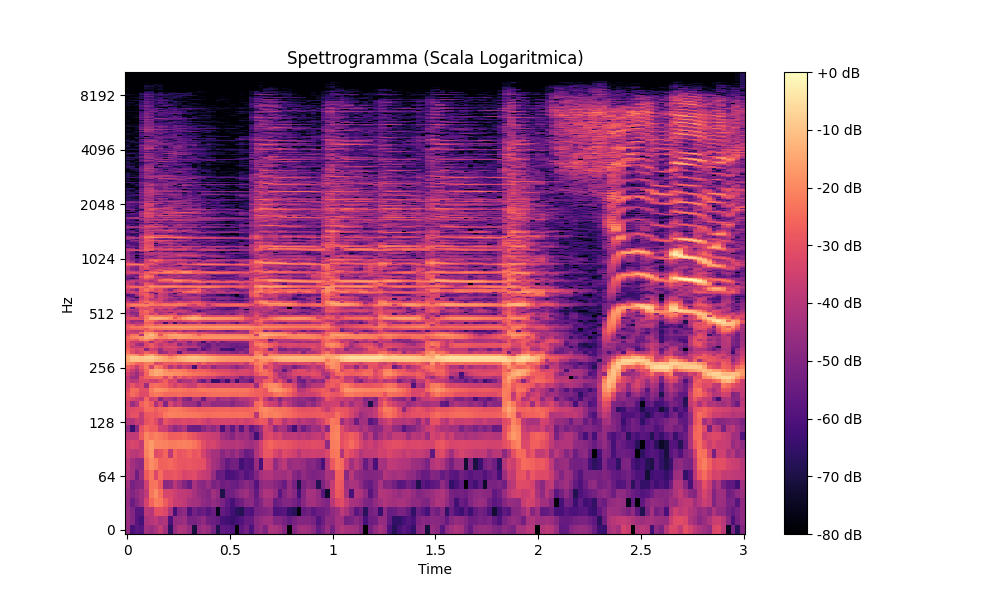 Spettrogramma (Scala Logaritmica)
Hz
8192
4096
2048
1024
512
256
128
64
0
0
0.5
1
1.5
2
2.5
3
Time
+0 dB
-10 dB
-20 dB
-30 dB
-40 dB
-50 dB
-60 dB
-70 dB
-80 dB